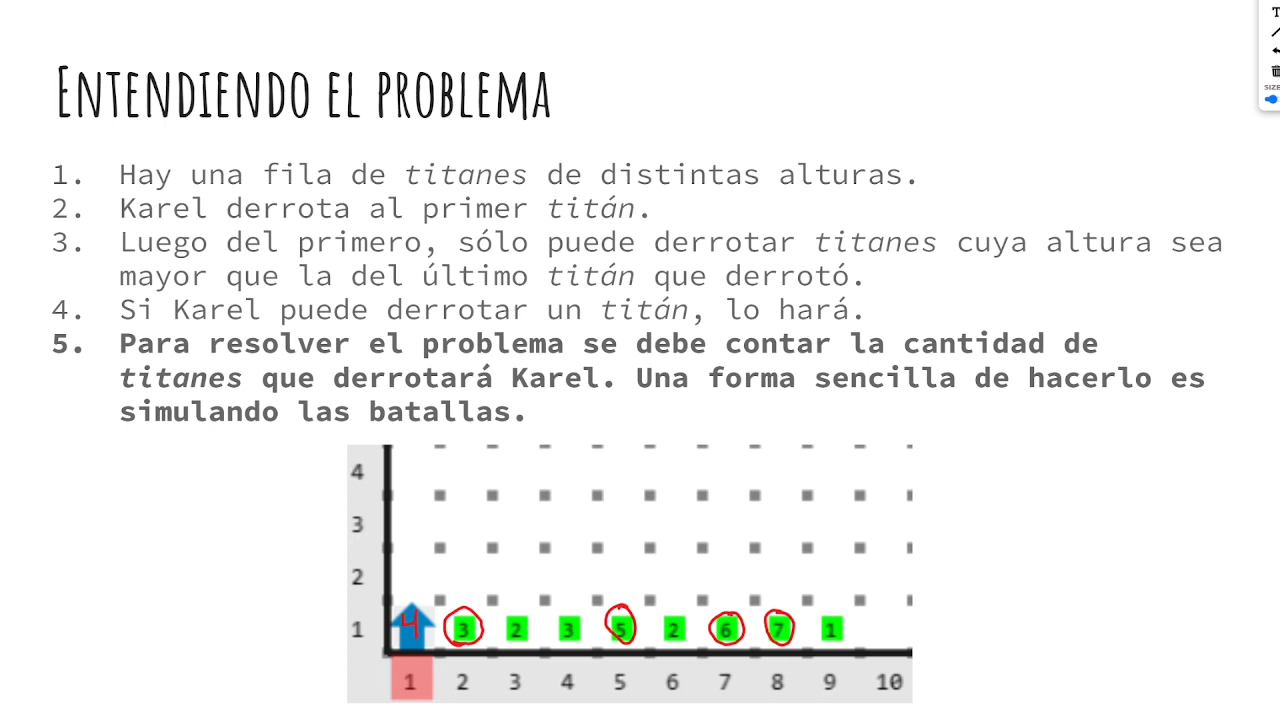 ENTENDIENDO EL PROBLEMA
1. Hay una fila de titanes de distintas alturas.
2. Karel derrota al primer titán.
3. Luego del primero, sólo puede derrotar titanes cuya altura sea
mayor que la del último titán que derrotó.
4. Si Karel puede derrotar un titán, lo hará.
5. Para resolver el problema se debe contar la cantidad de
titanes que derrotará Karel. Una forma sencilla de hacerlo es
simulando las batallas.
4
3
2
1 4 3 2 3 5 2 6 7 1
1 2 3 4 5 6 7 8 9 10
T
SIZE